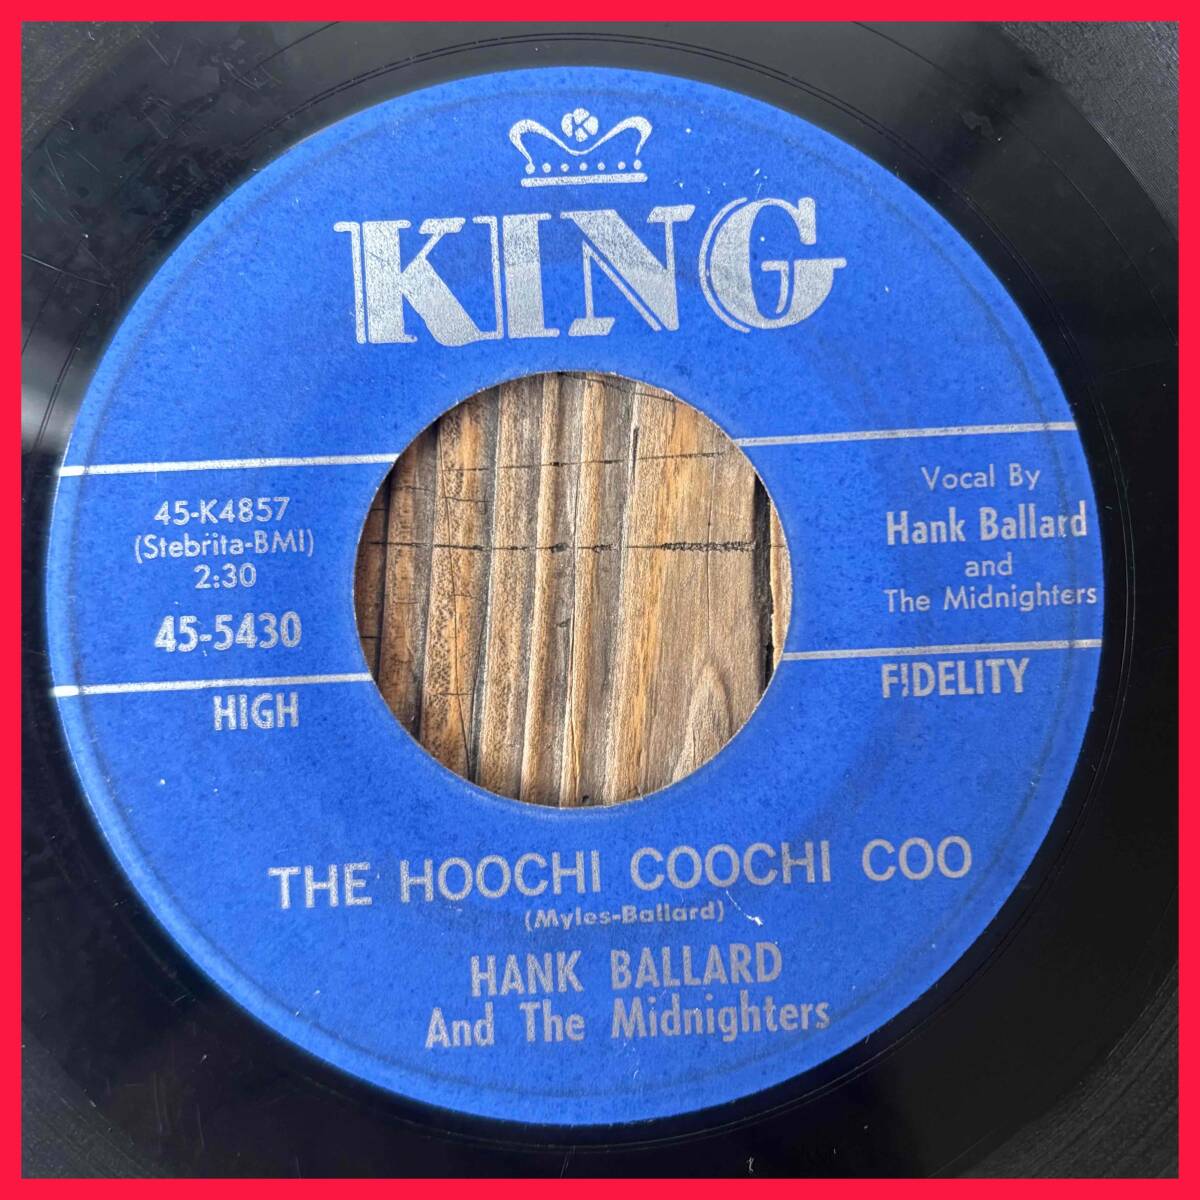 K
KING
45-K4857
(Stebrita-BMI)
2:30
45-5430
HIGH
Vocal By
Hank Ballard
and
The Midnighters
FIDELITY
THE HOOCHI COOCHI COO
(Myles-Ballard)
HANK BALLARD
And The Midnighters